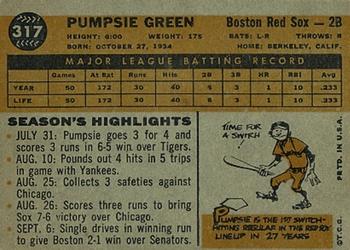 317
PUMPSIE GREEN
Boston Red Sox — 2B
HEIGHT: 6:00 WEIGHT: 175 BATS: L-R THROWS: R
BORN: OCTOBER 27, 1934 HOME: BERKELEY, CALIF.
MAJOR LEAGUE BATTING RECORD
Games At Bat Runs Hits 2B 3B HR RBI Avg.
YEAR 50 172 30 40 6 3 1 10 .233
LIFE 50 172 30 40 6 3 1 10 .233
SEASON'S HIGHLIGHTS
• JULY 31: Pumpsie goes 3 for 4 and
scores 3 runs in 6-5 win over Tigers.
• AUG. 10: Pounds out 4 hits in 5 trips
in game with Yankees.
• AUG. 25: Collects 3 safeties against
Chicago.
• AUG. 26: Scores three runs to bring
Sox 7-6 victory over Chicago.
• SEPT. 6: Single drives in winning run
to give Boston 2-1 win over Senators.
TIME FOR
A SWITCH
PUMPSIE IS THE 1ST SWITCH-
HITTING REGULAR IN THE REDSOX
LINEUP IN 27 YEARS
©T.C.G. PRTD. IN U.S.A.